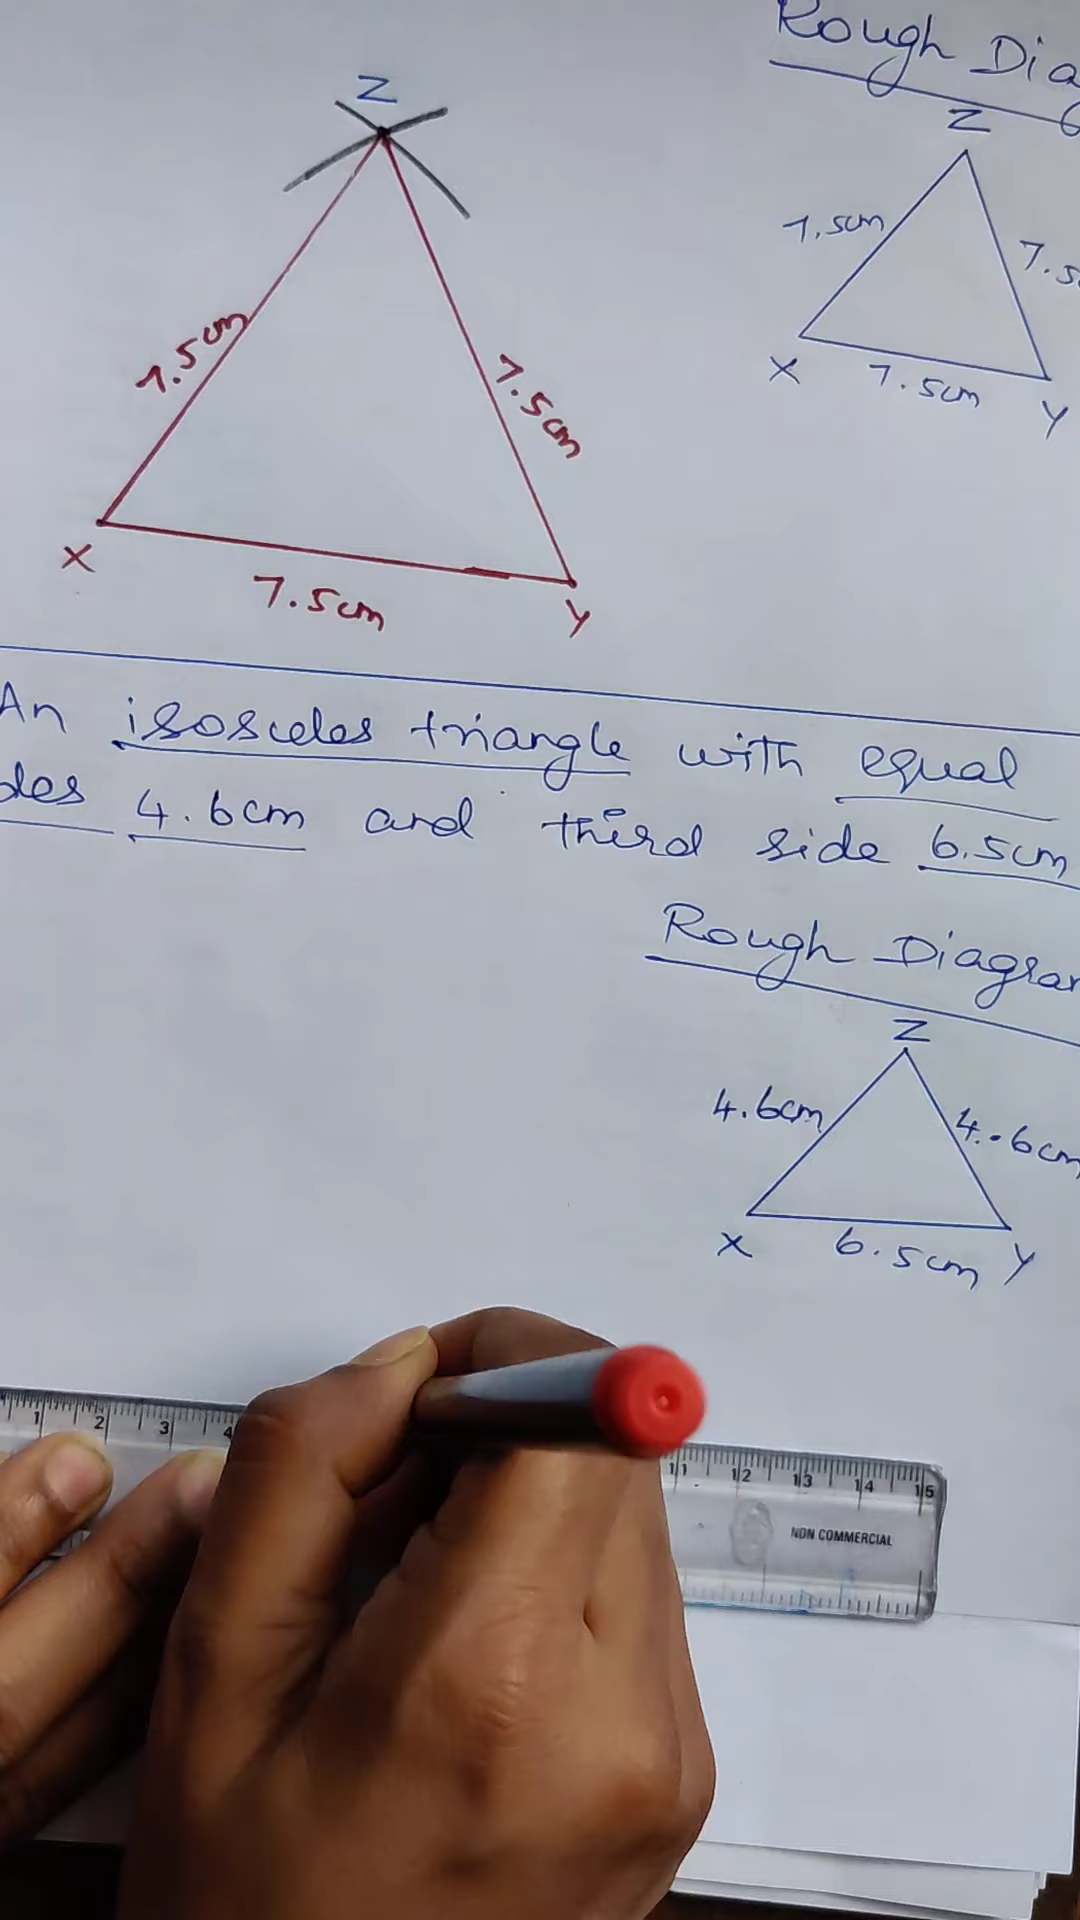 Rough Dia
Z
Z
7.5cm
7.5
7.5cm
7.5cm
X
7.5cm
Y
X
7.5cm
Y
An isosceles triangle with equal
des 4.6cm and third side 6.5cm
Rough Diagram
Z
4.6cm
4.6cm
X
6.5cm
Y
1 2 3 4 11 12 13 14 15
NON COMMERCIAL